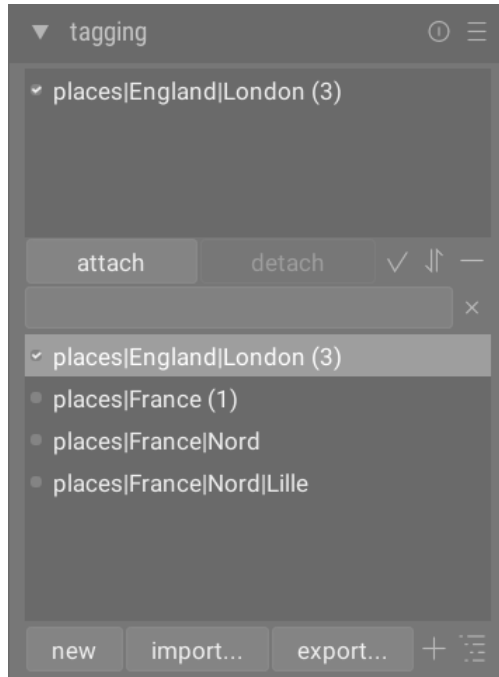 tagging
places|England|London (3)
attach detach
places|England|London (3)
places|France (1)
places|France|Nord
places|France|Nord|Lille
new import... export...